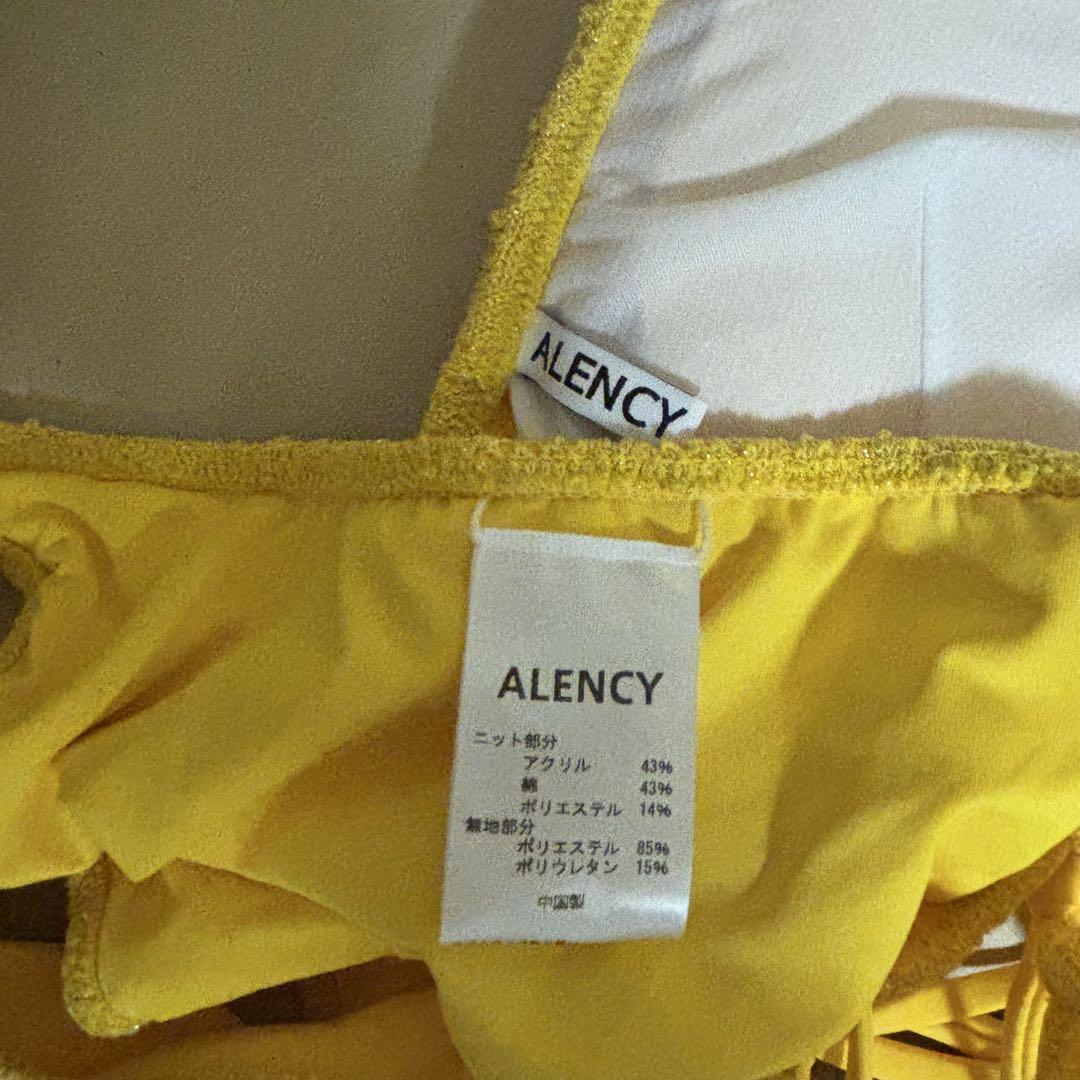 ALENCY
ALENCY
ニット部分
アクリル 43%
綿 43%
ポリエステル 14%
無地部分
ポリエステル 85%
ポリウレタン 15%
中国製